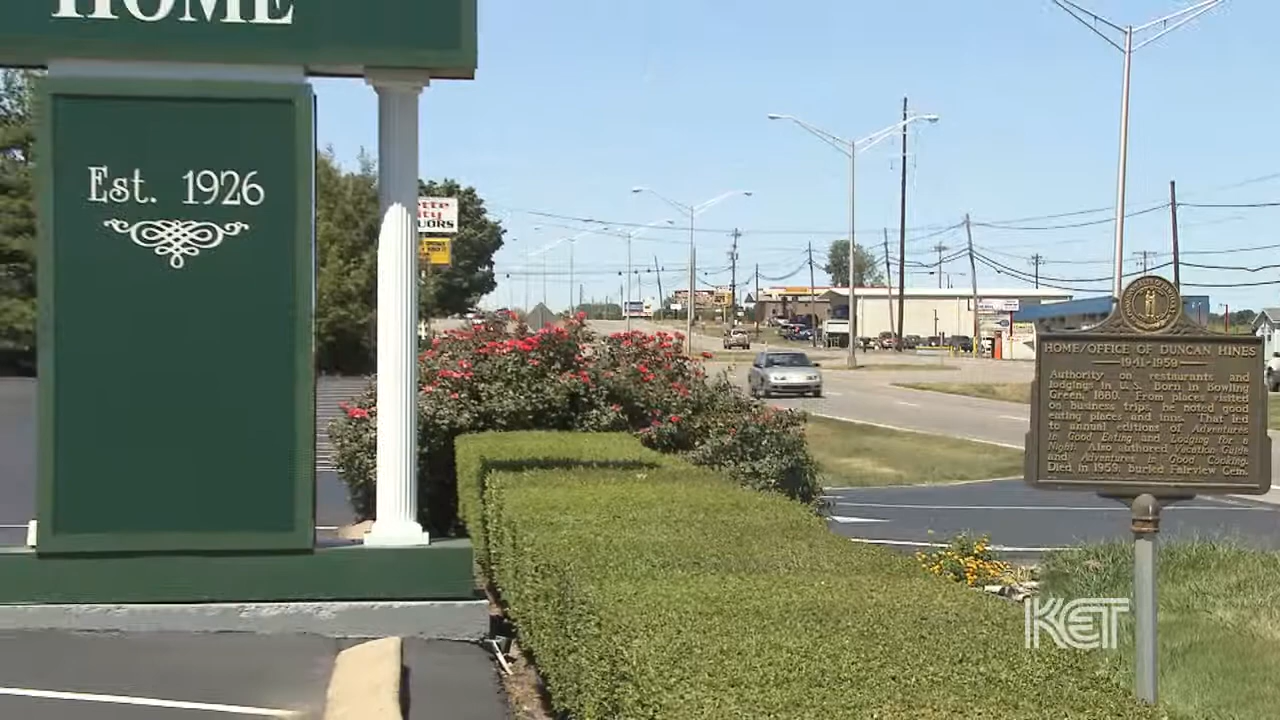 HOME
Est. 1926
tte
ity
UORS
HOME/OFFICE OF DUNCAN HINES
1941-1959
Authority on restaurants and
lodgings in U.S. Born in Bowling
Green, 1880. From places visited
on business trips, he noted good
eating places and inns. That led
to annual editions of Adventures
in Good Eating and Lodging for a
Night. Also authored Vacation Guide
and Adventures in Good Cooking.
Died in 1959; buried Fairview Cem.
KET